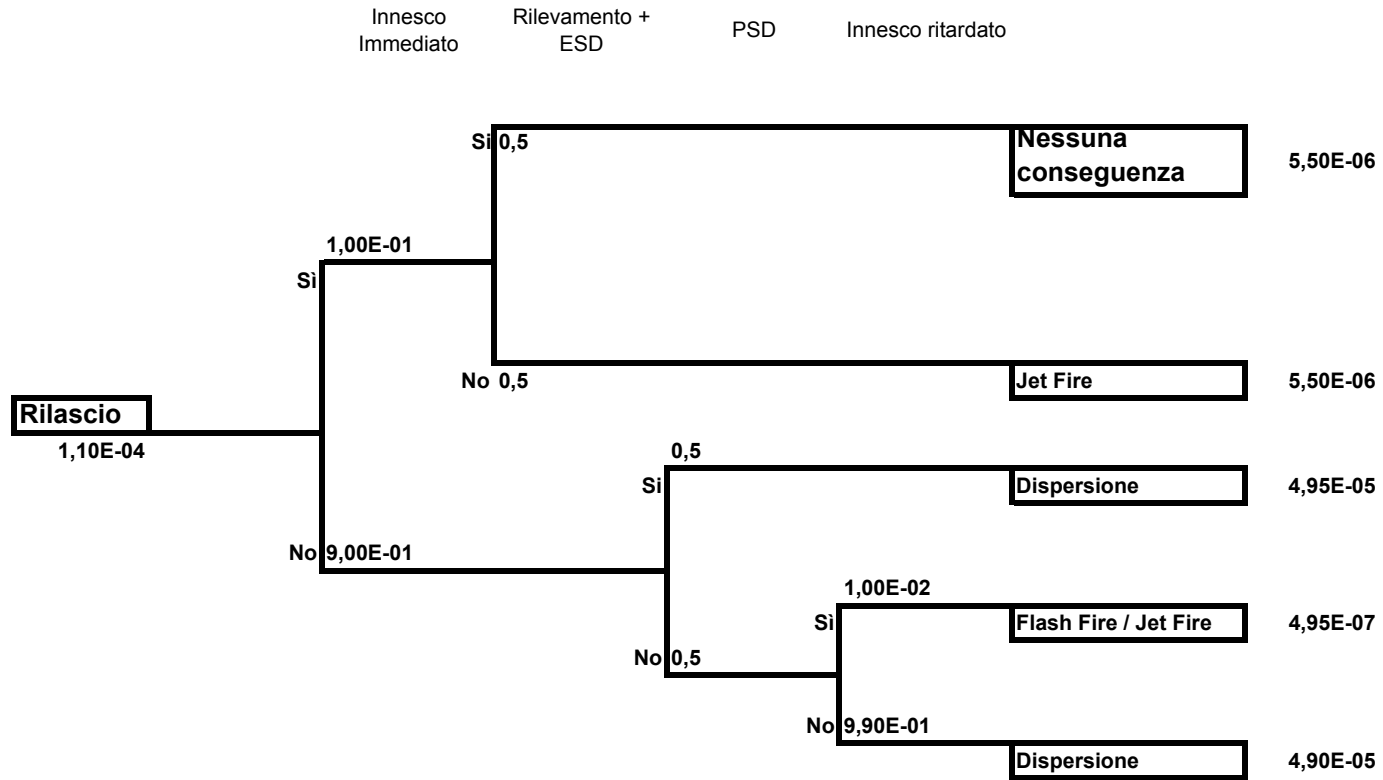 Innesco
Immediato
Rilevamento +
ESD
PSD
Innesco ritardato
Si 0,5
Nessuna
conseguenza
5,50E-06
1,00E-01
Sì
No 0,5
Jet Fire
5,50E-06
Rilascio
1,10E-04
0,5
Si
Dispersione
4,95E-05
No 9,00E-01
1,00E-02
Sì
Flash Fire / Jet Fire
4,95E-07
No 0,5
No 9,90E-01
Dispersione
4,90E-05